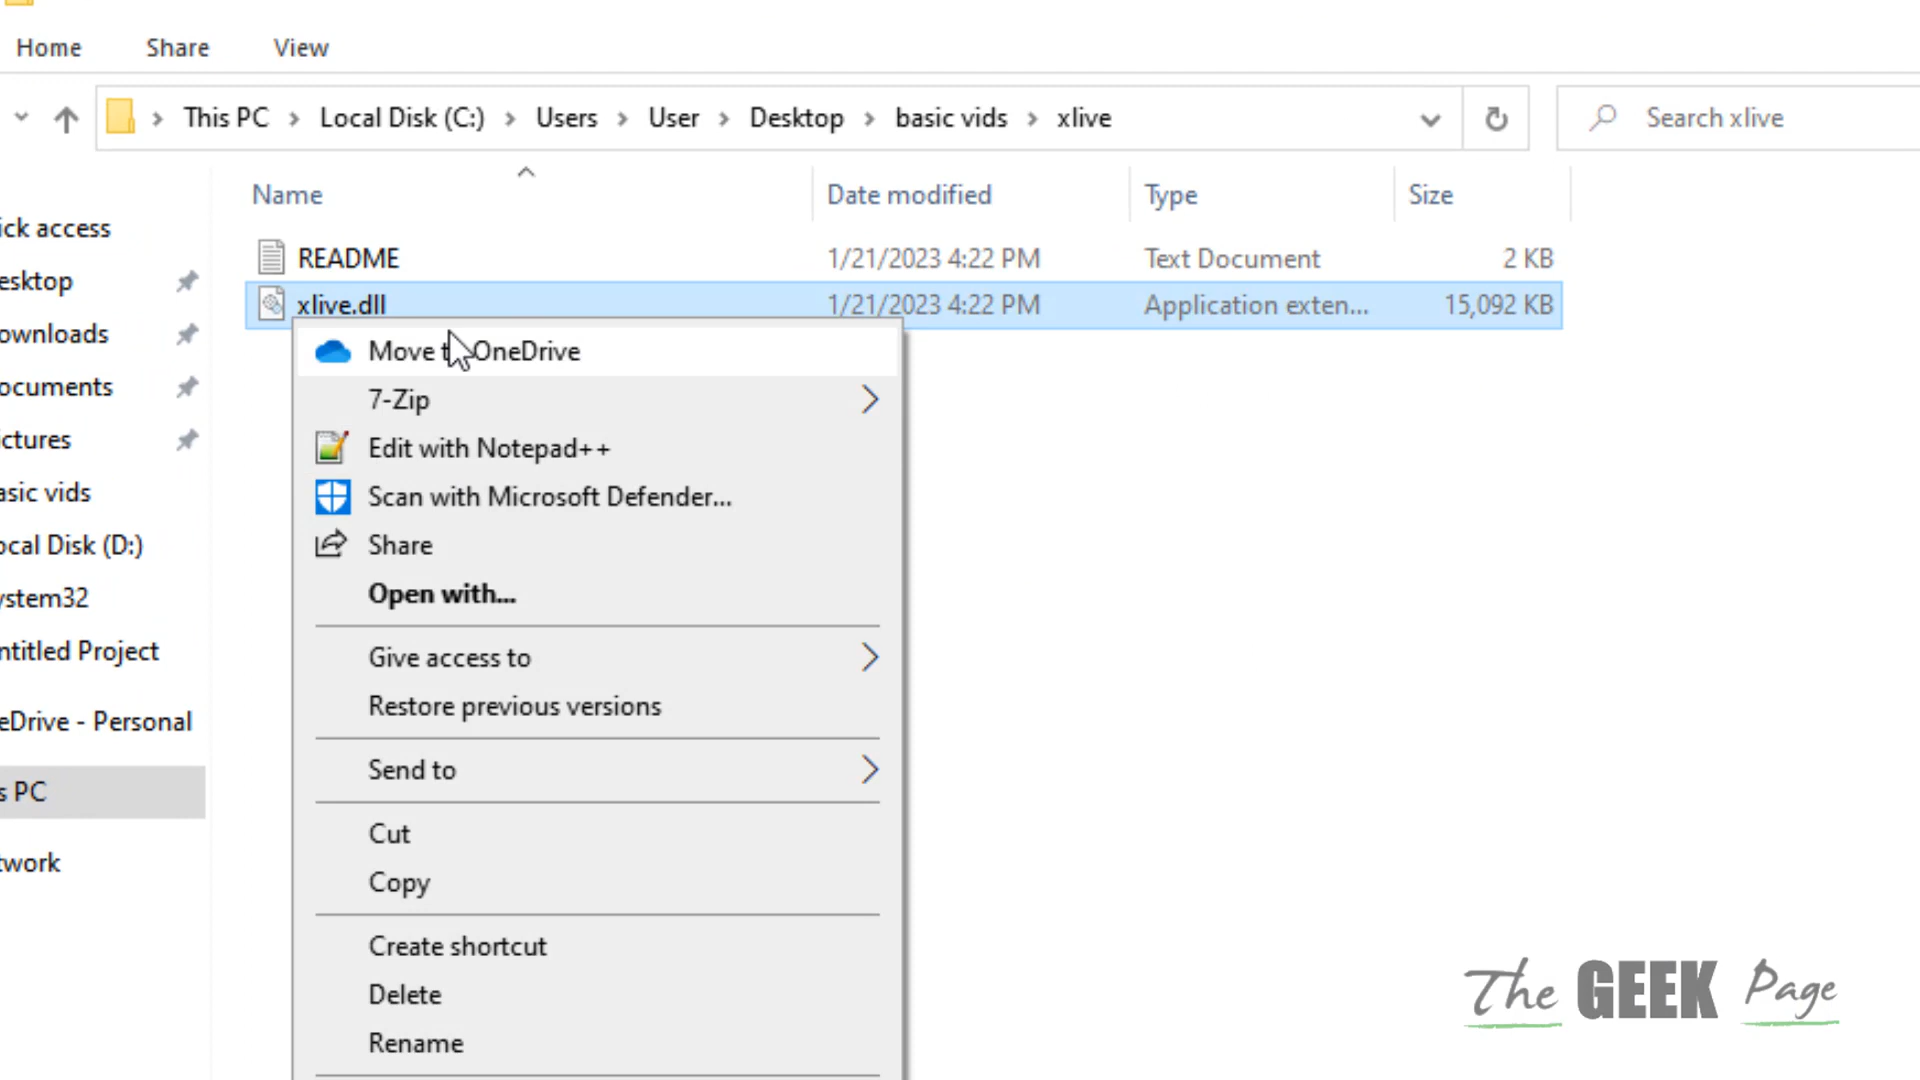 Home Share View
This PC Local Disk (C:) Users User Desktop basic vids xlive Search xlive
Name Date modified Type Size
ick access
README 1/21/2023 4:22 PM Text Document 2 KB
esktop
xlive.dll 1/21/2023 4:22 PM Application exten... 15,092 KB
ownloads
Move t OneDrive
ocuments
7-Zip
ictures
Edit with Notepad++
asic vids
Scan with Microsoft Defender...
ocal Disk (D:)
Share
ystem32
Open with...
ntitled Project
Give access to
Restore previous versions
eDrive - Personal
Send to
s PC
Cut
twork
Copy
Create shortcut
Delete
Rename
The GEEK Page